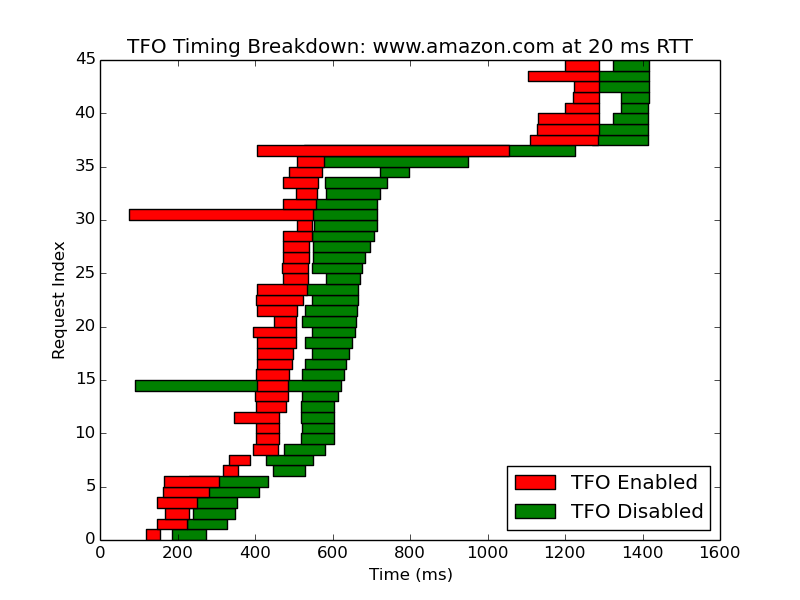 TFO Timing Breakdown: www.amazon.com at 20 ms RTT
45
40
35
30
25
20
15
10
5
0
Request Index
TFO Enabled
TFO Disabled
0 200 400 600 800 1000 1200 1400 1600
Time (ms)